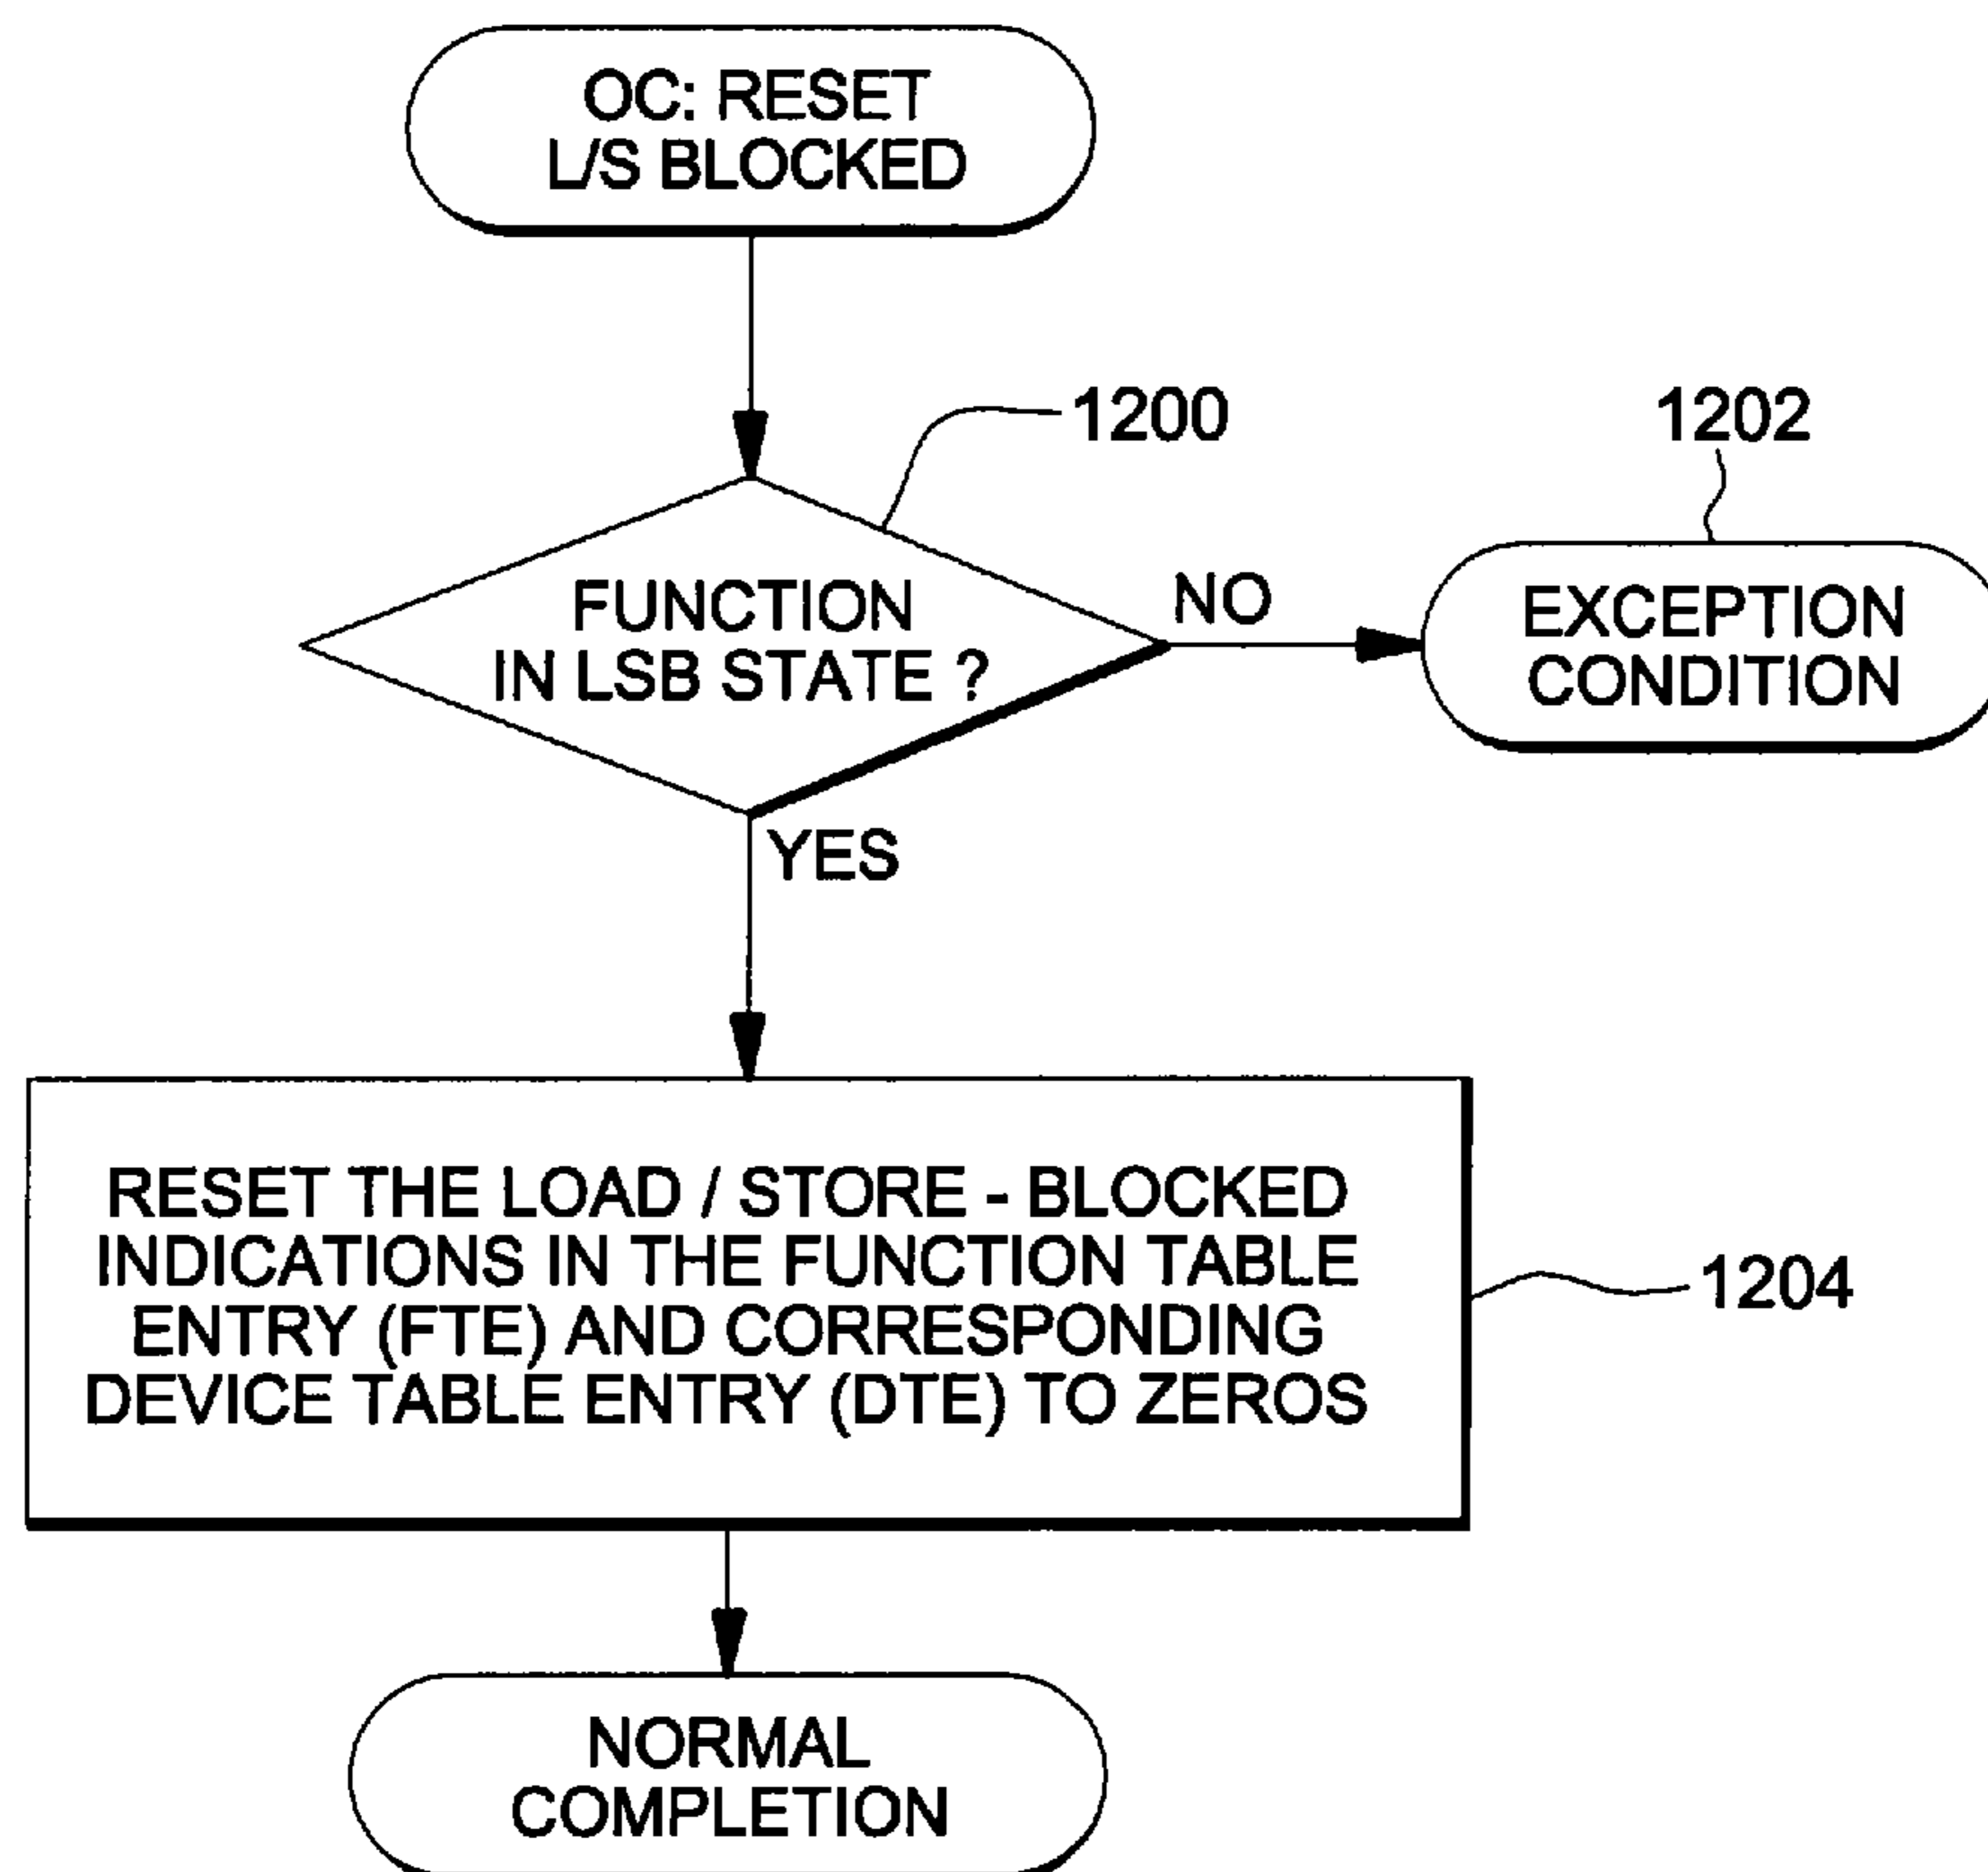 OC: RESET
L/S BLOCKED
1200
1202
FUNCTION
IN LSB STATE ?
NO
EXCEPTION
CONDITION
YES
RESET THE LOAD / STORE - BLOCKED
INDICATIONS IN THE FUNCTION TABLE
ENTRY (FTE) AND CORRESPONDING
DEVICE TABLE ENTRY (DTE) TO ZEROS
1204
NORMAL
COMPLETION